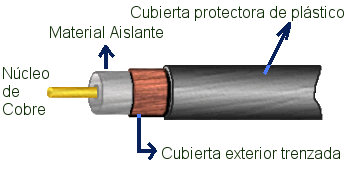 Cubierta protectora de plástico
Material Aislante
Núcleo
de
Cobre
Cubierta exterior trenzada